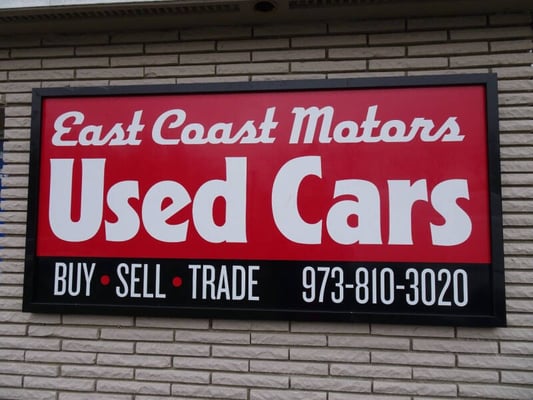 East Coast Motors
Used Cars
BUY • SELL • TRADE 973-810-3020